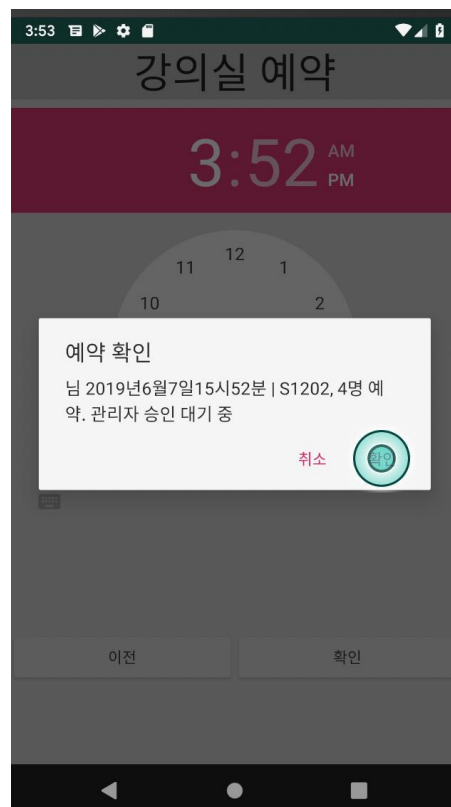 3:53
강의실 예약
3:52 AM
PM
12
11 1
10 2
예약 확인
님 2019년6월7일15시52분 | S1202, 4명 예
약. 관리자 승인 대기 중
취소 확인
이전 확인